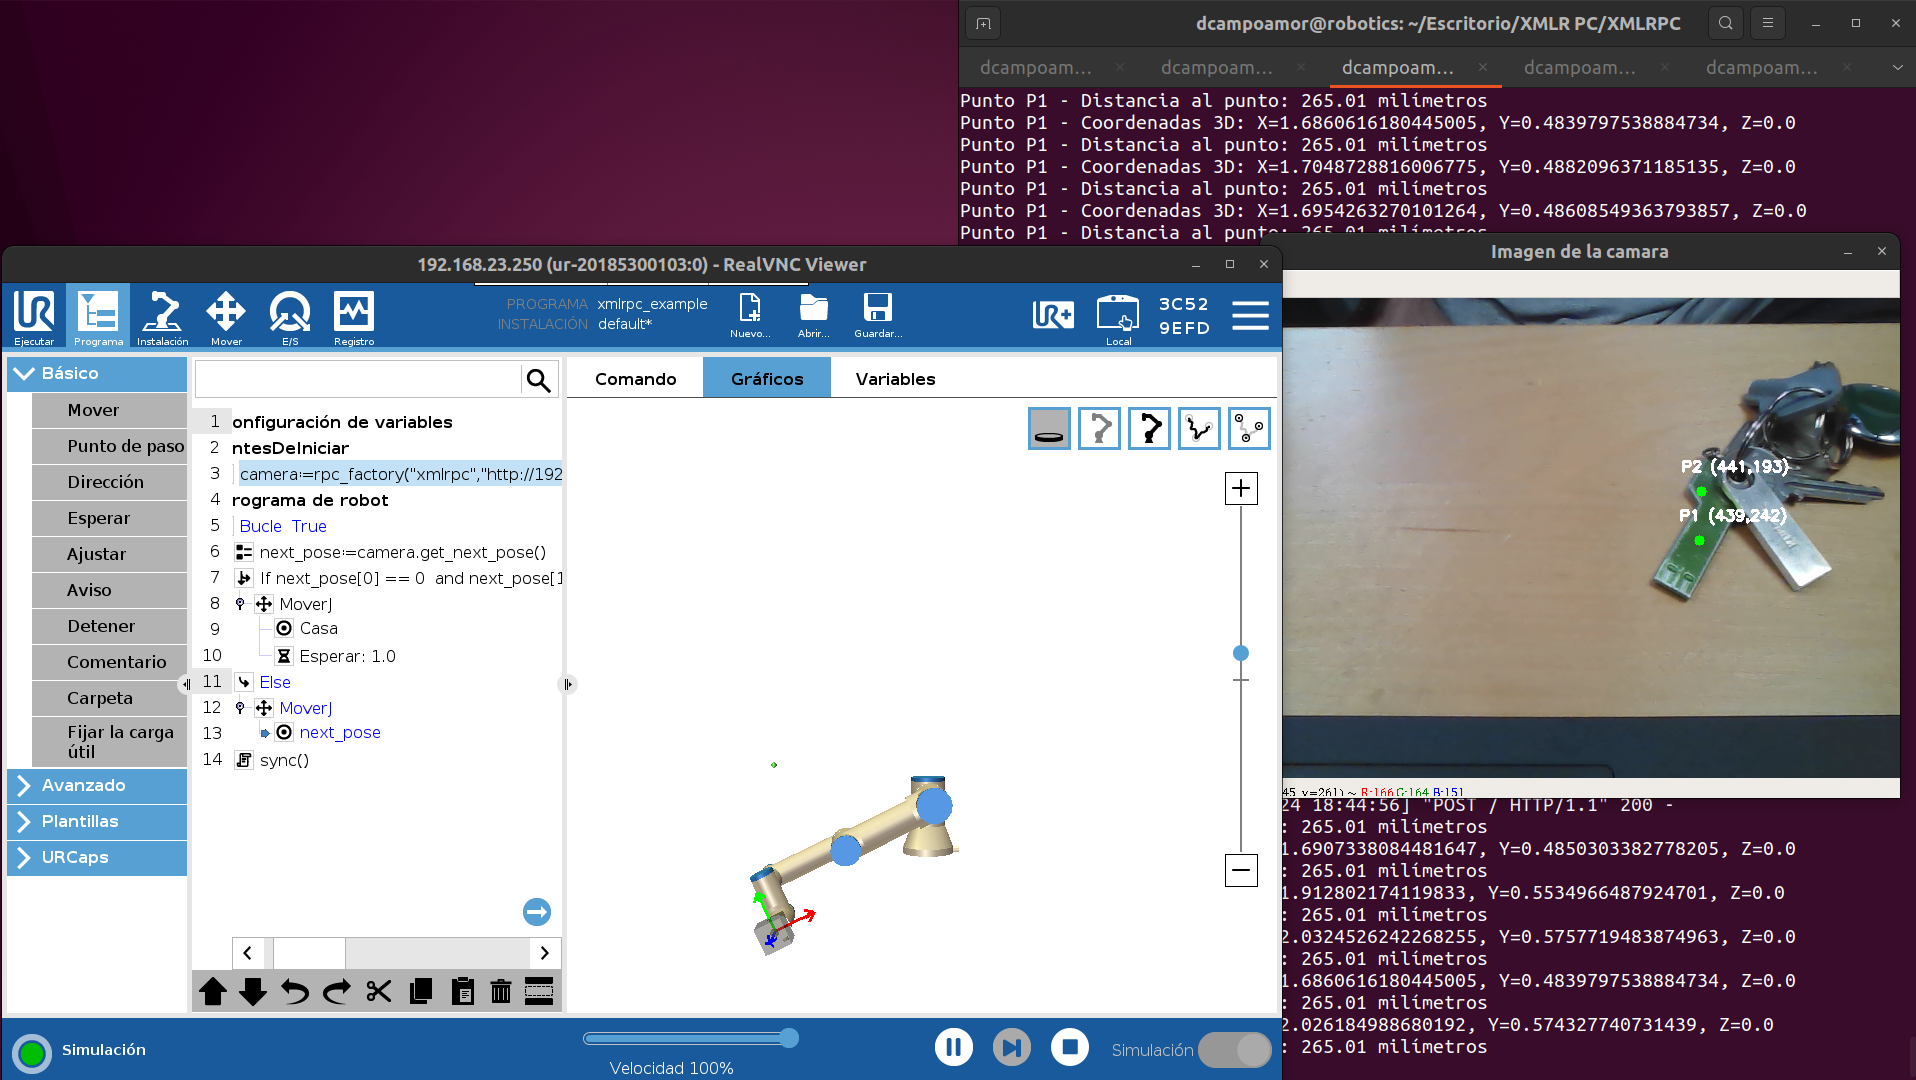 dcampoamor@robotics: ~/Escritorio/XMLR PC/XMLRPC
dcampoam... dcampoam... dcampoam... dcampoam... dcampoam...
Punto P1 - Distancia al punto: 265.01 milímetros
Punto P1 - Coordenadas 3D: X=1.6860616180445005, Y=0.4839797538884734, Z=0.0
Punto P1 - Distancia al punto: 265.01 milímetros
Punto P1 - Coordenadas 3D: X=1.7048728816006775, Y=0.4882096371185135, Z=0.0
Punto P1 - Distancia al punto: 265.01 milímetros
Punto P1 - Coordenadas 3D: X=1.6954263270101264, Y=0.48608549363793857, Z=0.0
Punto P1 - Distancia al punto: 265.01 milímetros
192.168.23.250 (ur-20185300103:0) - RealVNC Viewer
Ejecutar
Programa
Instalación
Mover
E/S
Registro
PROGRAMA xmlrpc_example
INSTALACIÓN default*
Nuevo...
Abrir...
Guardar...
UR+
Local
3C52
9EFD
Básico
Mover
Punto de paso
Dirección
Esperar
Ajustar
Aviso
Detener
Comentario
Carpeta
Fijar la carga
útil
Avanzado
Plantillas
URCaps
1 onfiguración de variables
2 ntesDeIniciar
3 camera:=rpc_factory("xmlrpc","http://192
4 rograma de robot
5 Bucle True
6 next_pose:=camera.get_next_pose()
7 If next_pose[0] == 0 and next_pose[1
8 MoverJ
9 Casa
10 Esperar: 1.0
11 Else
12 MoverJ
13 next_pose
14 sync()
Comando
Gráficos
Variables
Simulación
Velocidad 100%
Simulación
Imagen de la camara
P2 (441,193)
P1 (439,242)
45, y=261) ~ R:166 G:164 B:151
24 18:44:56] "POST / HTTP/1.1" 200 -
: 265.01 milímetros
1.6907338084481647, Y=0.4850303382778205, Z=0.0
: 265.01 milímetros
1.912802174119833, Y=0.5534966487924701, Z=0.0
: 265.01 milímetros
2.0324526242268255, Y=0.5757719483874963, Z=0.0
: 265.01 milímetros
1.6860616180445005, Y=0.4839797538884734, Z=0.0
: 265.01 milímetros
2.026184988680192, Y=0.574327740731439, Z=0.0
: 265.01 milímetros